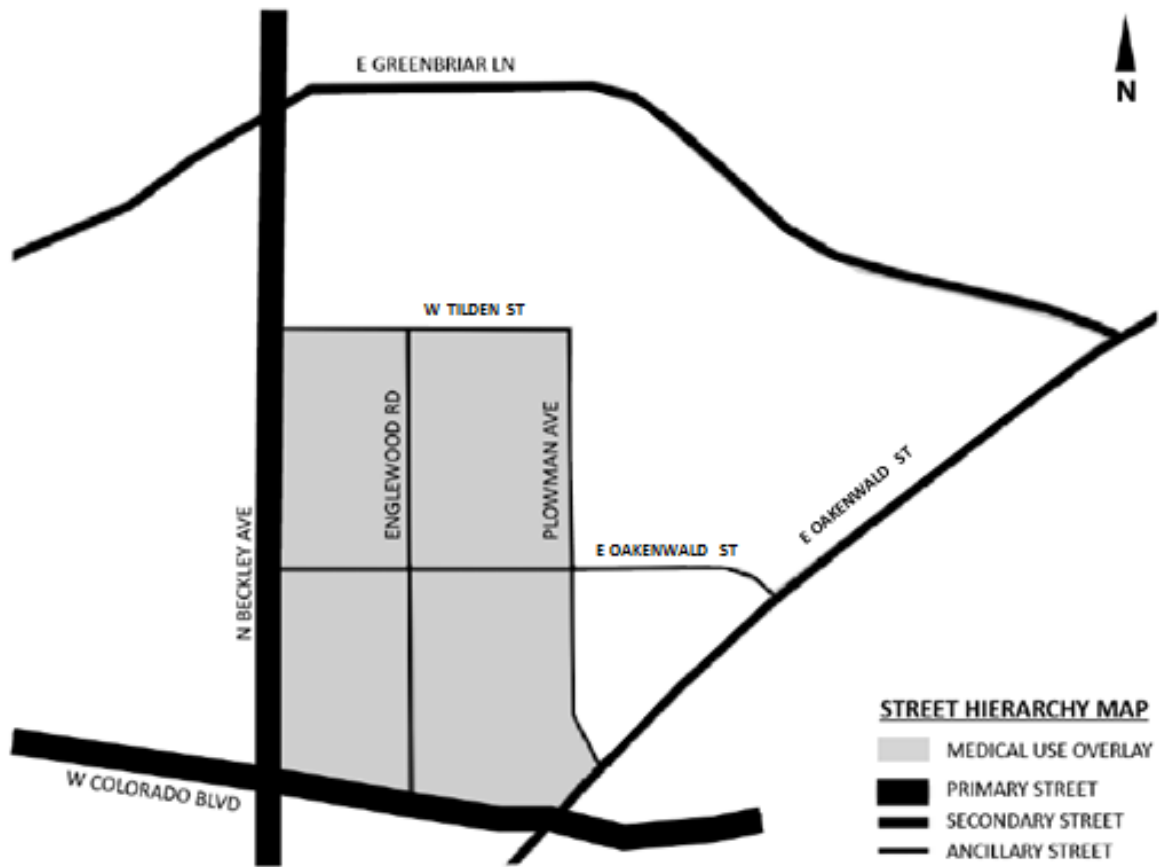 E GREENBRIAR LN
N
W TILDEN ST
ENGLEWOOD RD
PLOWMAN AVE
E OAKENWALD ST
E OAKENWALD ST
N BECKLEY AVE
W COLORADO BLVD
STREET HIERARCHY MAP
MEDICAL USE OVERLAY
PRIMARY STREET
SECONDARY STREET
ANCILLARY STREET